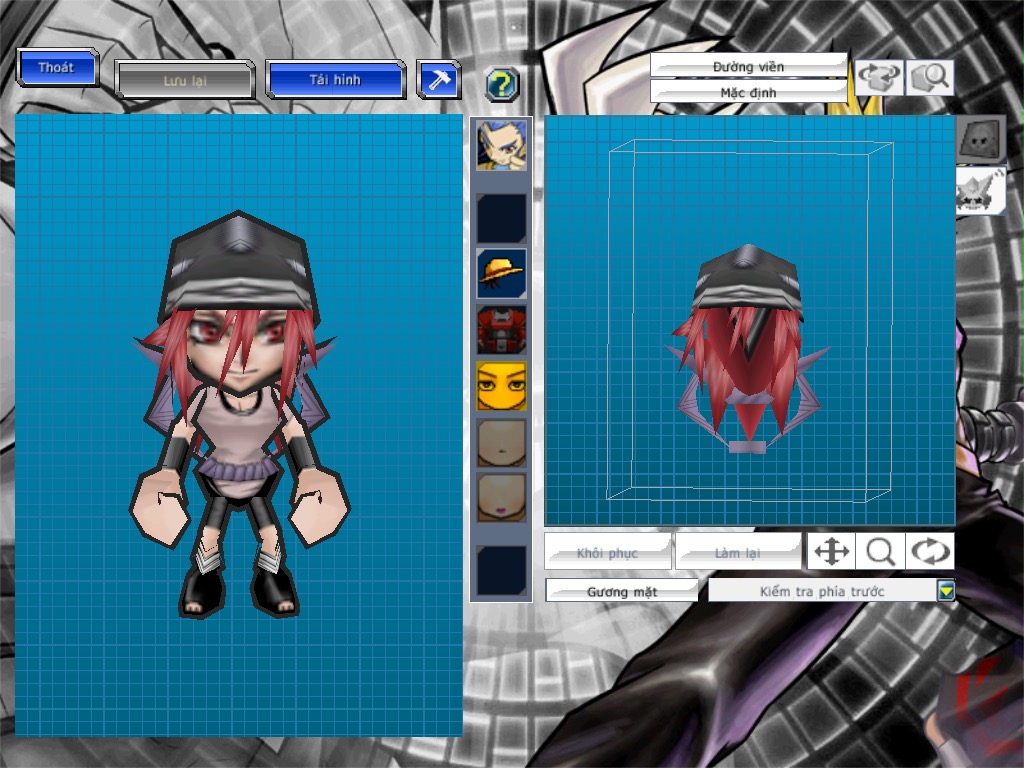 Thoát
Lưu lại
Tải hình
Đường viền
Mặc định
Khôi phục
Làm lại
Gương mặt
Kiểm tra phía trước